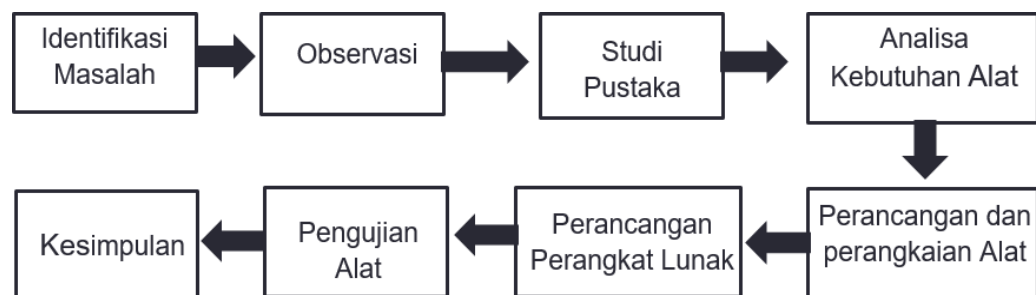 Identifikasi
Masalah
Observasi
Studi
Pustaka
Analisa
Kebutuhan Alat
Perancangan dan
perangkaian Alat
Perancangan
Perangkat Lunak
Pengujian
Alat
Kesimpulan